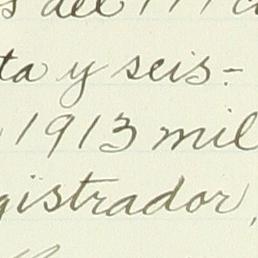 ta y seis-
1913 mil
gistrador,